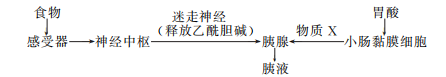 食物 胃酸
迷走神经 物质 X
感受器 神经中枢 (释放乙酰胆碱) 胰腺 小肠黏膜细胞
胰液